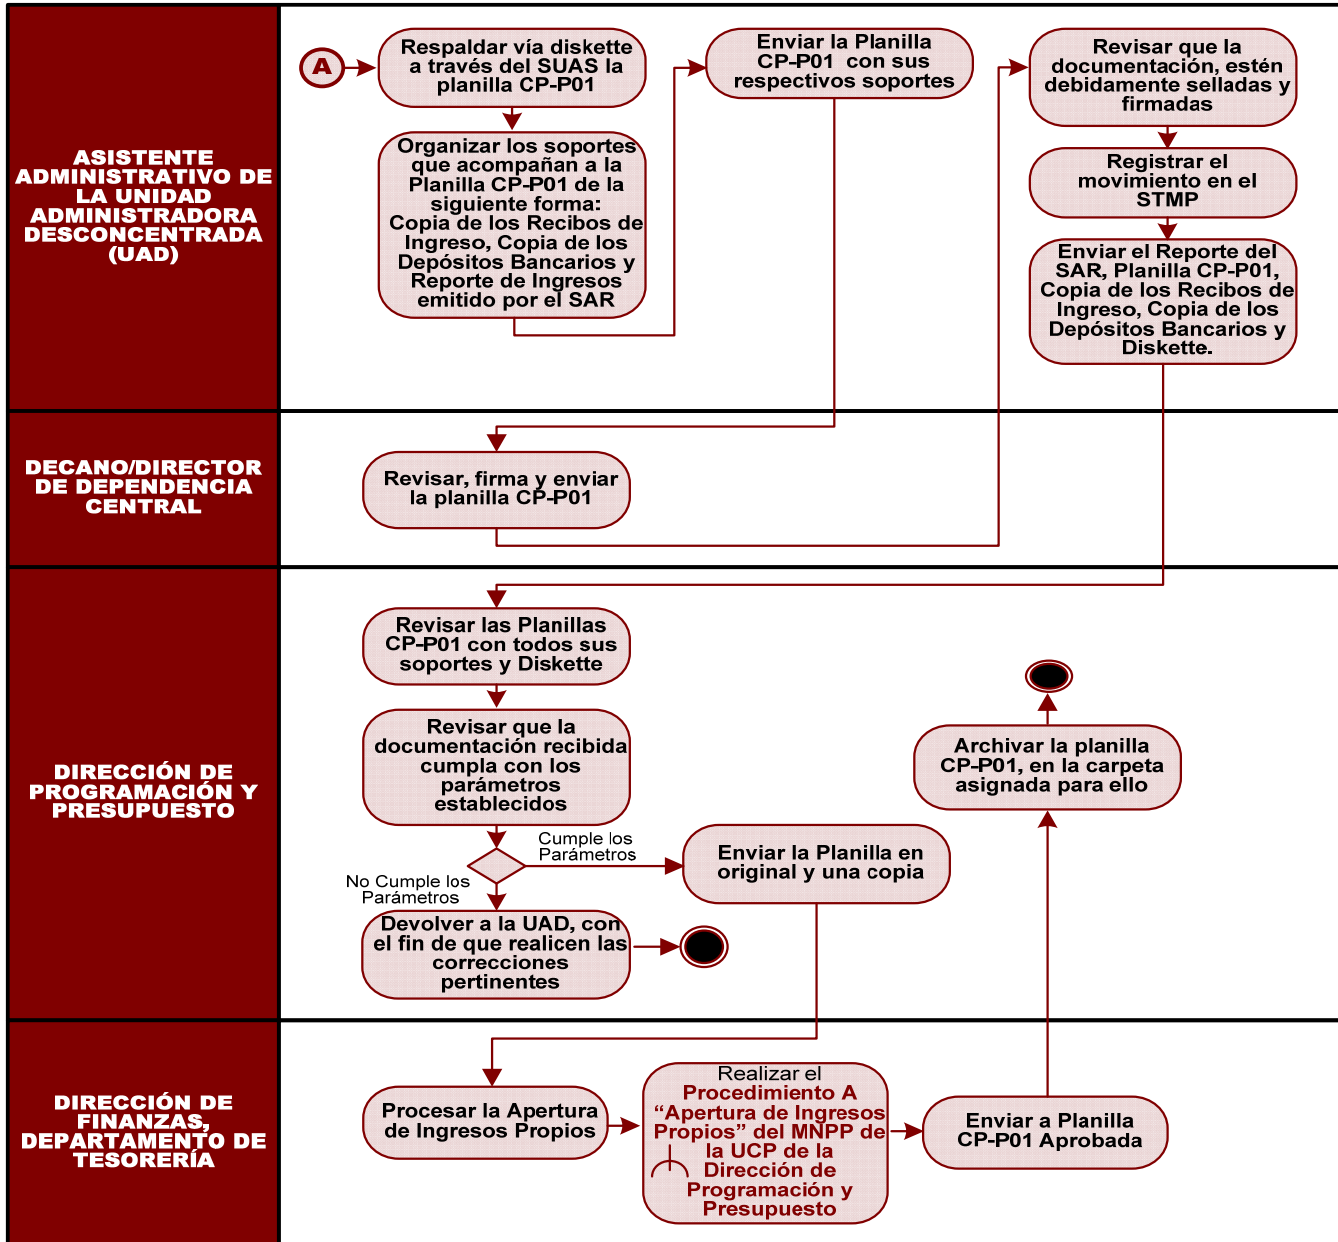 ASISTENTE
ADMINISTRATIVO DE
LA UNIDAD
ADMINISTRADORA
DESCONCENTRADA
(UAD)
A
Respaldar vía diskette
a través del SUAS la
planilla CP-P01
Organizar los soportes
que acompañan a la
Planilla CP-P01 de la
siguiente forma:
Copia de los Recibos de
Ingreso, Copia de los
Depósitos Bancarios y
Reporte de Ingresos
emitido por el SAR
Enviar la Planilla
CP-P01 con sus
respectivos soportes
Revisar que la
documentación, estén
debidamente selladas y
firmadas
Registrar el
movimiento en el
STMP
Enviar el Reporte del
SAR, Planilla CP-P01,
Copia de los Recibos de
Ingreso, Copia de los
Depósitos Bancarios y
Diskette.
DECANO/DIRECTOR
DE DEPENDENCIA
CENTRAL
Revisar, firma y enviar
la planilla CP-P01
DIRECCIÓN DE
PROGRAMACIÓN Y
PRESUPUESTO
Revisar las Planillas
CP-P01 con todos sus
soportes y Diskette
Revisar que la
documentación recibida
cumpla con los
parámetros
establecidos
Cumple los
Parámetros
No Cumple los
Parámetros
Enviar la Planilla en
original y una copia
Devolver a la UAD, con
el fin de que realicen las
correcciones
pertinentes
Archivar la planilla
CP-P01, en la carpeta
asignada para ello
DIRECCIÓN DE
FINANZAS,
DEPARTAMENTO DE
TESORERÍA
Procesar la Apertura
de Ingresos Propios
Realizar el
Procedimiento A
“Apertura de Ingresos
Propios” del MNPP de
la UCP de la
Dirección de
Programación y
Presupuesto
Enviar a Planilla
CP-P01 Aprobada